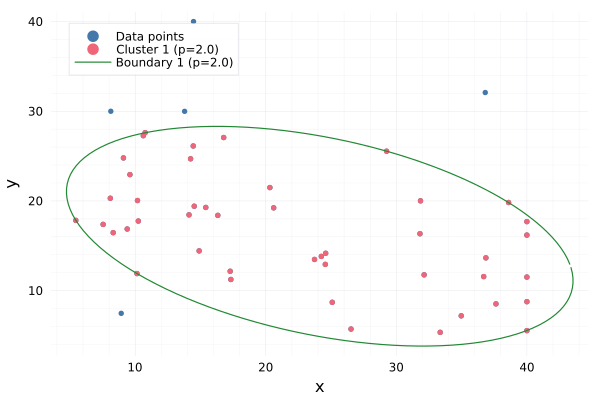 40
Data points
Cluster 1 (p=2.0)
Boundary 1 (p=2.0)
30
y
20
10
10 20 30 40
x